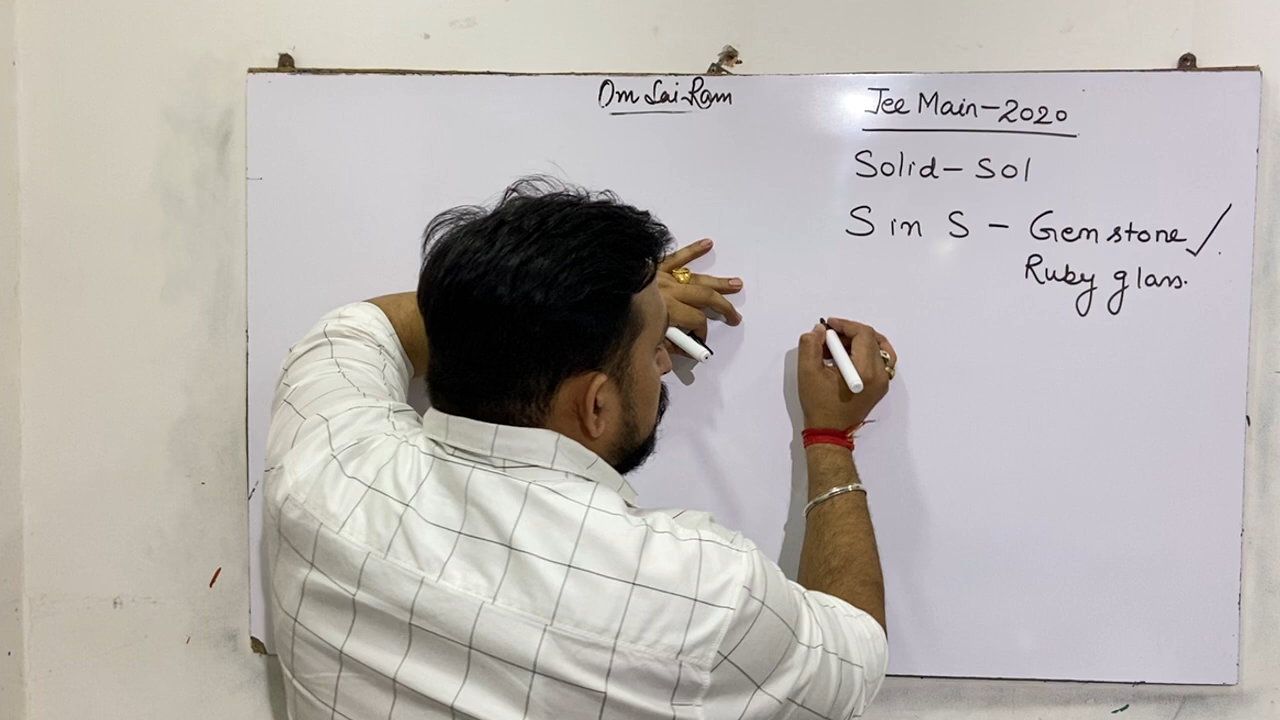 Om Sai Ram
Jee Main-2020
Solid-Sol
S in S - Gemstone ✓
Ruby glass.